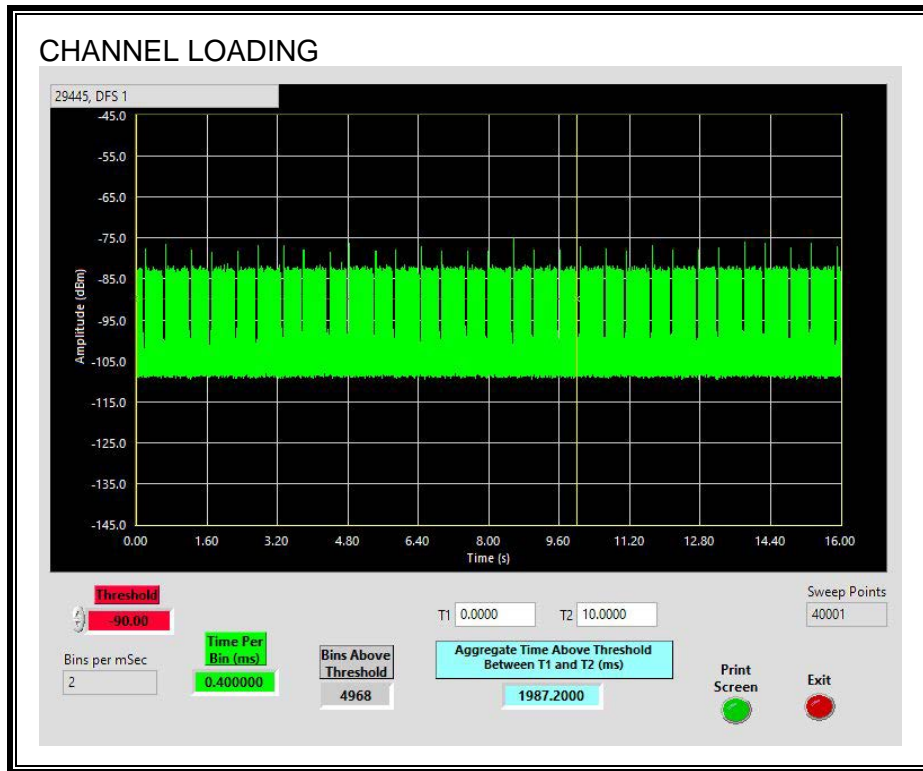 CHANNEL LOADING
29445, DFS 1
-45.0
-55.0
-65.0
-75.0
-85.0
-95.0
-105.0
-115.0
-125.0
-135.0
-145.0
Amplitude (dBm)
0.00 1.60 3.20 4.80 6.40 8.00 9.60 11.20 12.80 14.40 16.00
Time (s)
Threshold
-90.00
Bins per mSec
2
Time Per
Bin (ms)
0.400000
Bins Above
Threshold
4968
T1 0.0000 T2 10.0000
Aggregate Time Above Threshold
Between T1 and T2 (ms)
1987.2000
Sweep Points
40001
Print
Screen
Exit